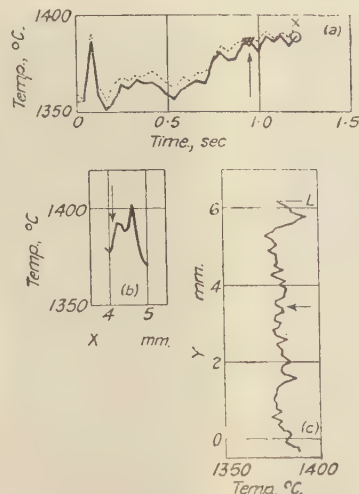 Temp., °C.
1400
1350
X
(a)
0 0·5 1·0 1·5
Time., sec
Temp., °C
1400
1350
(b)
4 5
X mm.
L
6
mm.
4
Y
2
0
(c)
1350 1400
Temp. °C.